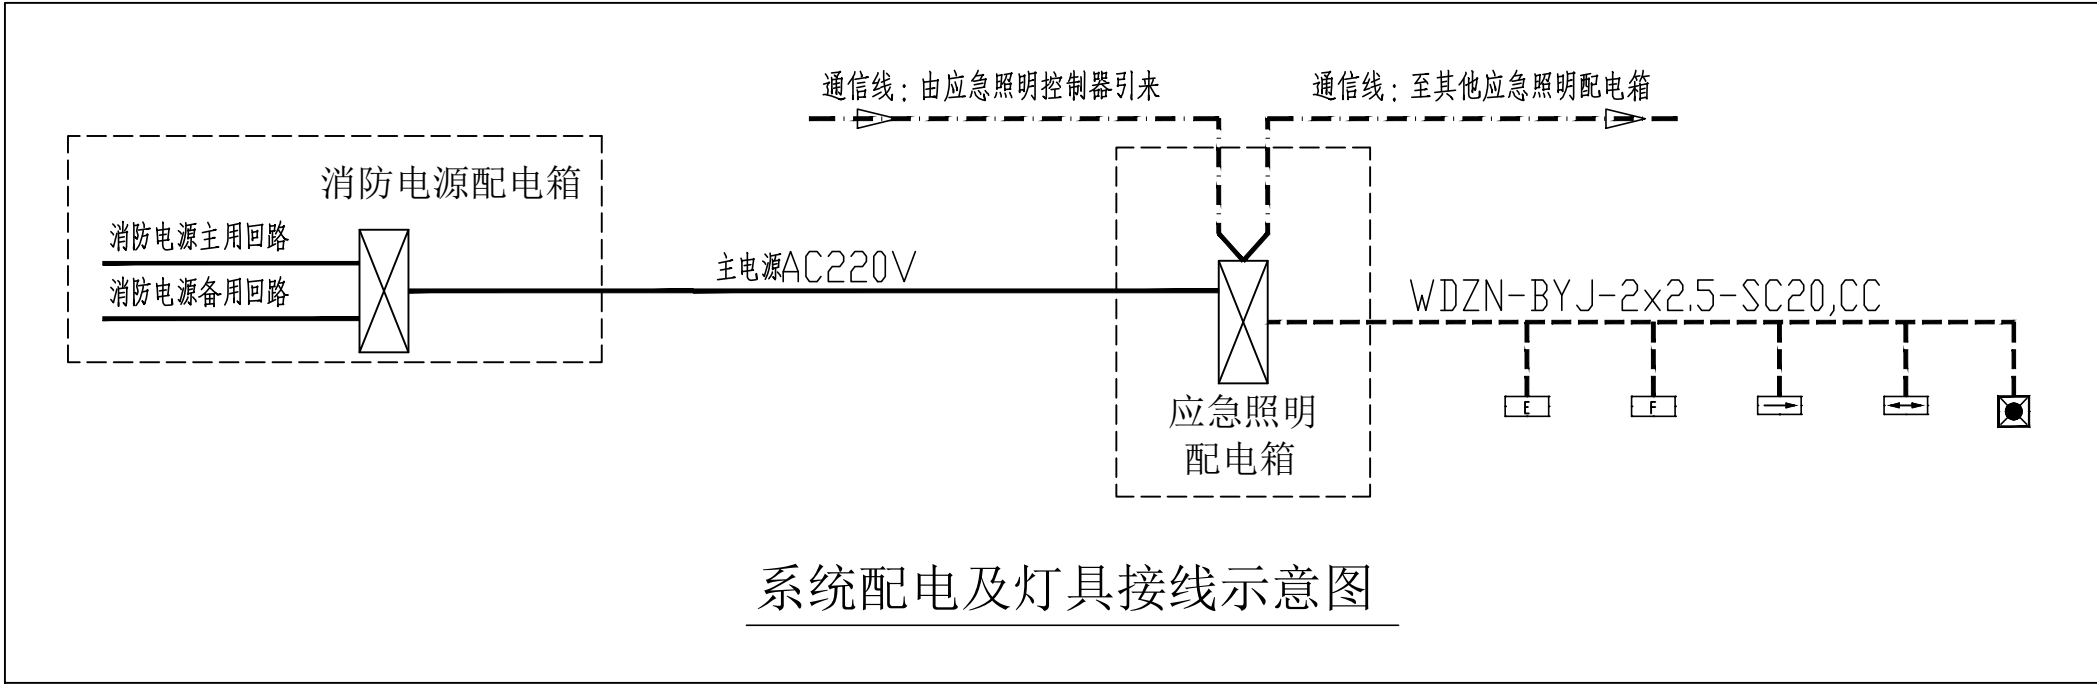 通信线：由应急照明控制器引来
通信线：至其他应急照明配电箱
消防电源配电箱
消防电源主用回路
消防电源备用回路
主电源AC220V
WDZN-BYJ-2x2.5-SC20,CC
E
F
应急照明
配电箱
系统配电及灯具接线示意图